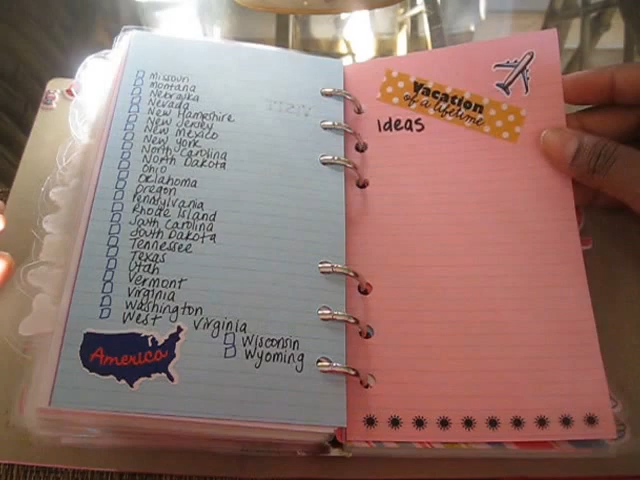 Missouri
Montana
Nebraska
Nevada
New Hampshire
New Jersey
New Mexico
New York
North Carolina
North Dakota
Ohio
Oklahoma
Oregon
Pennsylvania
Rhode Island
South Carolina
South Dakota
Tennessee
Texas
Utah
Vermont
Virginia
Washington
West Virginia
Wisconsin
Wyoming
America
Vacation
of a lifetime
Ideas